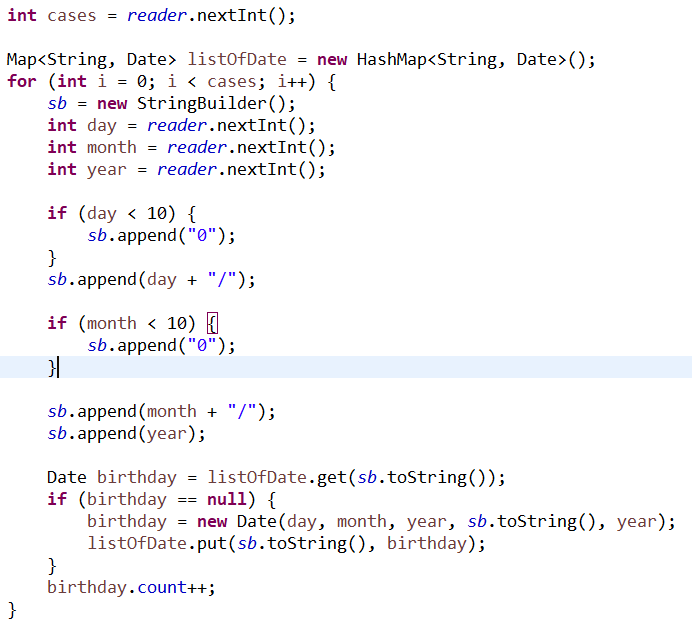 int cases = reader.nextInt();
Map<String, Date> listOfDate = new HashMap<String, Date>();
for (int i = 0; i < cases; i++) {
sb = new StringBuilder();
int day = reader.nextInt();
int month = reader.nextInt();
int year = reader.nextInt();
if (day < 10) {
sb.append("0");
}
sb.append(day + "/");
if (month < 10) {
sb.append("0");
}
sb.append(month + "/");
sb.append(year);
Date birthday = listOfDate.get(sb.toString());
if (birthday == null) {
birthday = new Date(day, month, year, sb.toString(), year);
listOfDate.put(sb.toString(), birthday);
}
birthday.count++;
}